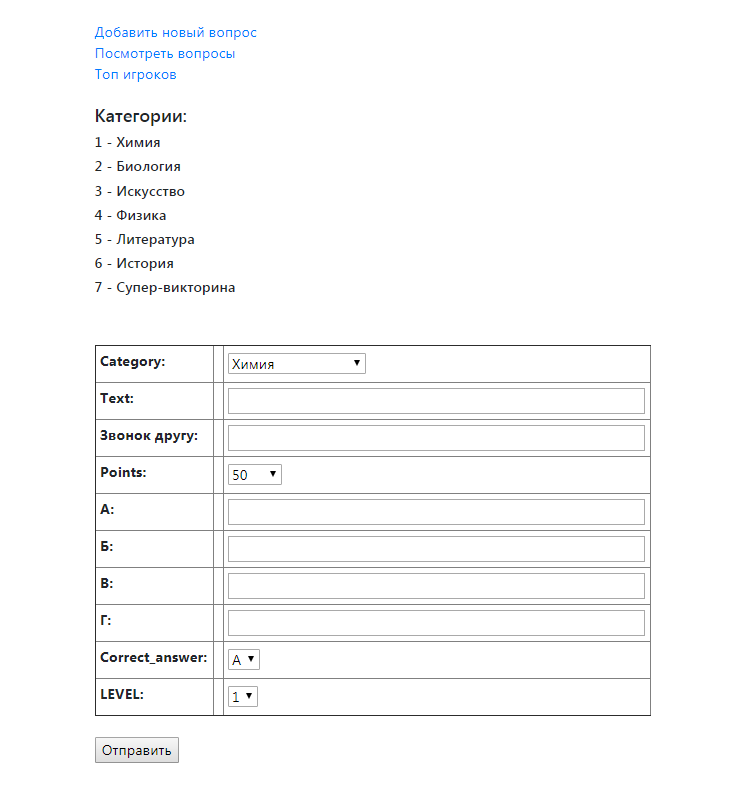 Добавить новый вопрос
Посмотреть вопросы
Топ игроков
Категории:
1 - Химия
2 - Биология
3 - Искусство
4 - Физика
5 - Литература
6 - История
7 - Супер-викторина
Category: Химия
Text:
Звонок другу:
Points: 50
А:
Б:
В:
Г:
Correct_answer: А
LEVEL: 1
Отправить